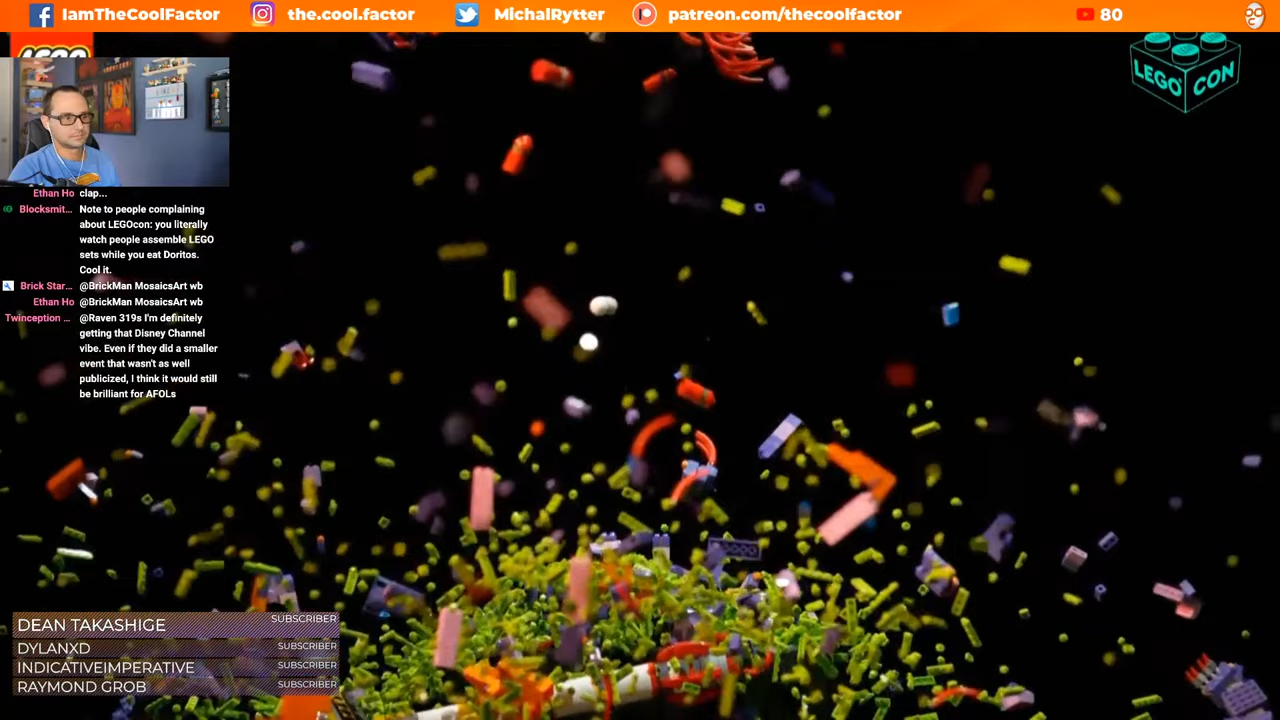 IamTheCoolFactor the.cool.factor MichalRytter patreon.com/thecoolfactor 80
LEGO
LEGO CON
Ethan Ho clap...
Blocksmit... Note to people complaining
about LEGOcon: you literally
watch people assemble LEGO
sets while you eat Doritos.
Cool it.
Brick Star... @BrickMan MosaicsArt wb
Ethan Ho @BrickMan MosaicsArt wb
Twinception ... @Raven 319s I'm definitely
getting that Disney Channel
vibe. Even if they did a smaller
event that wasn't as well
publicized, I think it would still
be brilliant for AFOLs
DEAN TAKASHIGE SUBSCRIBER
DYLANXD SUBSCRIBER
INDICATIVEIMPERATIVE SUBSCRIBER
RAYMOND GROB SUBSCRIBER